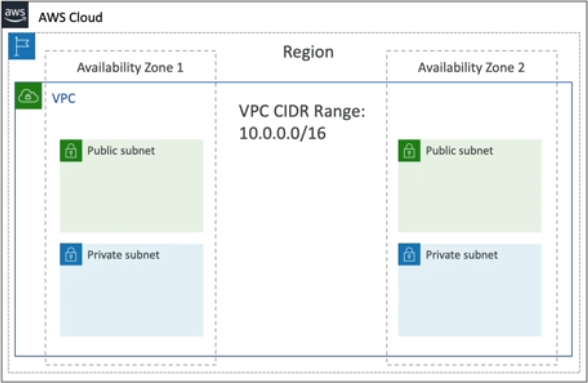 aws
AWS Cloud
Region
Availability Zone 1
Availability Zone 2
VPC
VPC CIDR Range:
10.0.0.0/16
Public subnet
Public subnet
Private subnet
Private subnet